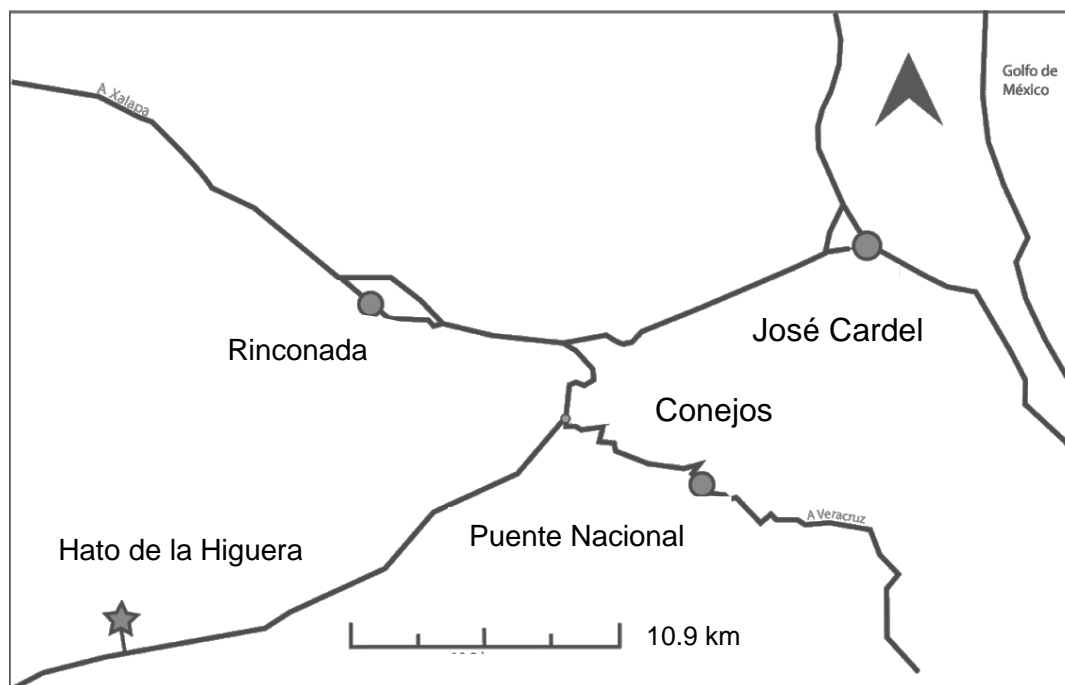 A Xalapa
Golfo de
México
José Cardel
Rinconada
Conejos
A Veracruz
Puente Nacional
Hato de la Higuera
10.9 km